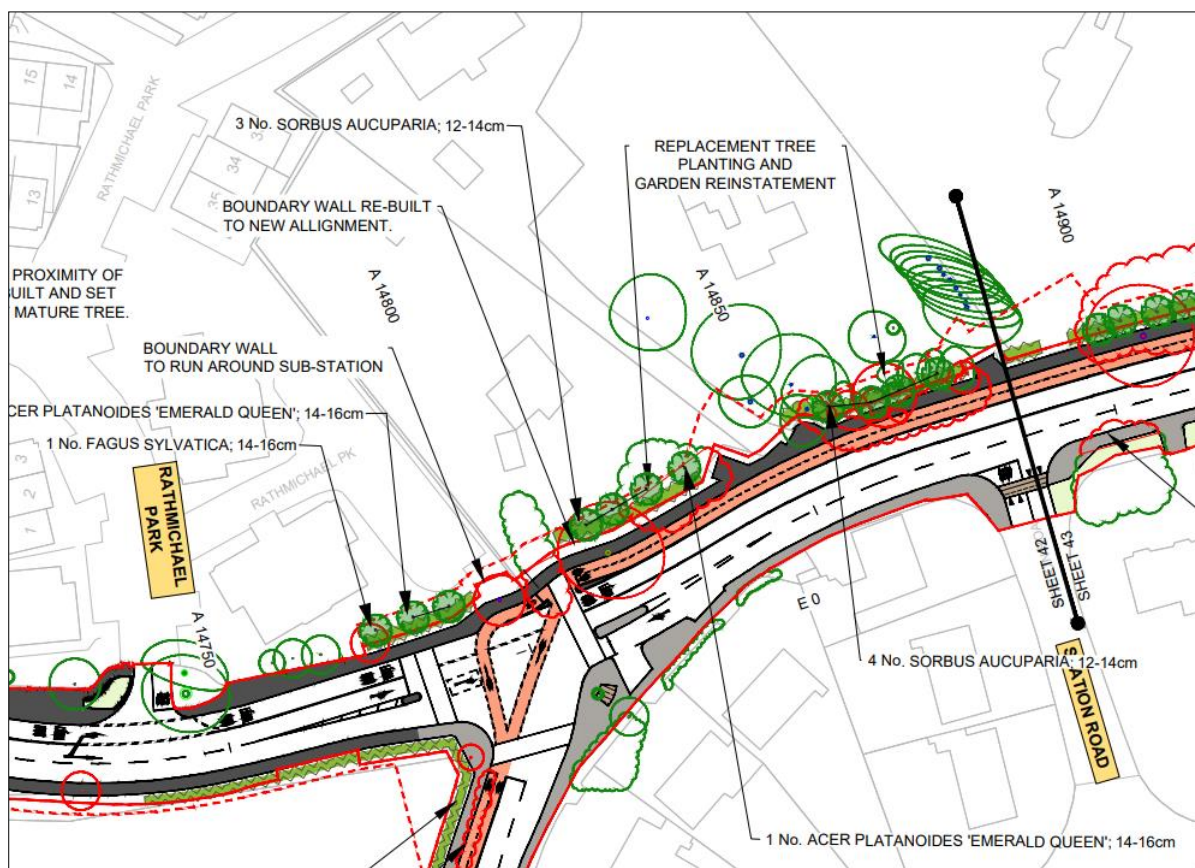 15
14
RATHMICHAEL PARK
13
34
35
3 No. SORBUS AUCUPARIA; 12-14cm
REPLACEMENT TREE
PLANTING AND
GARDEN REINSTATEMENT
BOUNDARY WALL RE-BUILT
TO NEW ALLIGNMENT.
A 14900
A 14850
A 14800
PROXIMITY OF
BUILT AND SET
MATURE TREE.
BOUNDARY WALL
TO RUN AROUND SUB-STATION
ACER PLATANOIDES 'EMERALD QUEEN'; 14-16cm
1 No. FAGUS SYLVATICA; 14-16cm
3
2
1
RATHMICHAEL
PARK
RATHMICHAEL PK
A 14750
SHEET 42
SHEET 43
4 No. SORBUS AUCUPARIA; 12-14cm
STATION ROAD
1 No. ACER PLATANOIDES 'EMERALD QUEEN'; 14-16cm